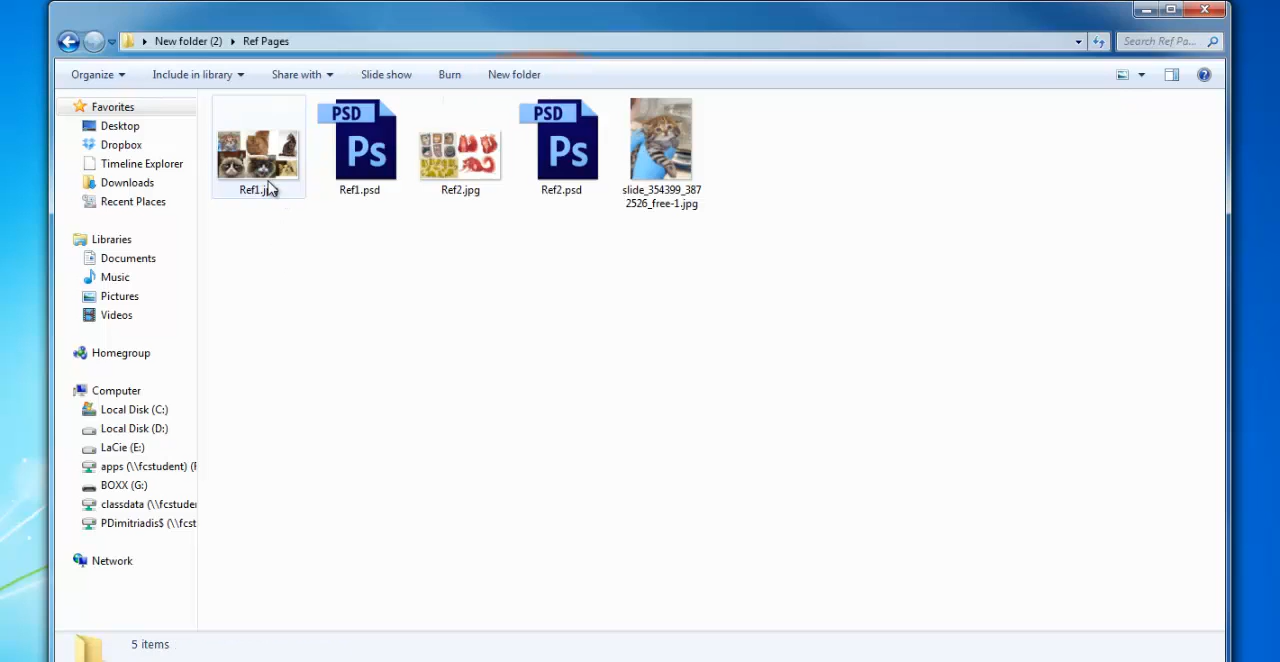 New folder (2) Ref Pages Search Ref Pa...
Organize Include in library Share with Slide show Burn New folder
Favorites
Desktop
Dropbox
Timeline Explorer
Downloads
Recent Places
Libraries
Documents
Music
Pictures
Videos
Homegroup
Computer
Local Disk (C:)
Local Disk (D:)
LaCie (E:)
apps (\\fcstudent) (
BOXX (G:)
classdata (\\fcstuder
PDimitriadis$ (\\fcst
Network
PSD
Ps
PSD
Ps
Ref1.jpg
Ref1.psd
Ref2.jpg
Ref2.psd
slide_354399_387
2526_free-1.jpg
5 items